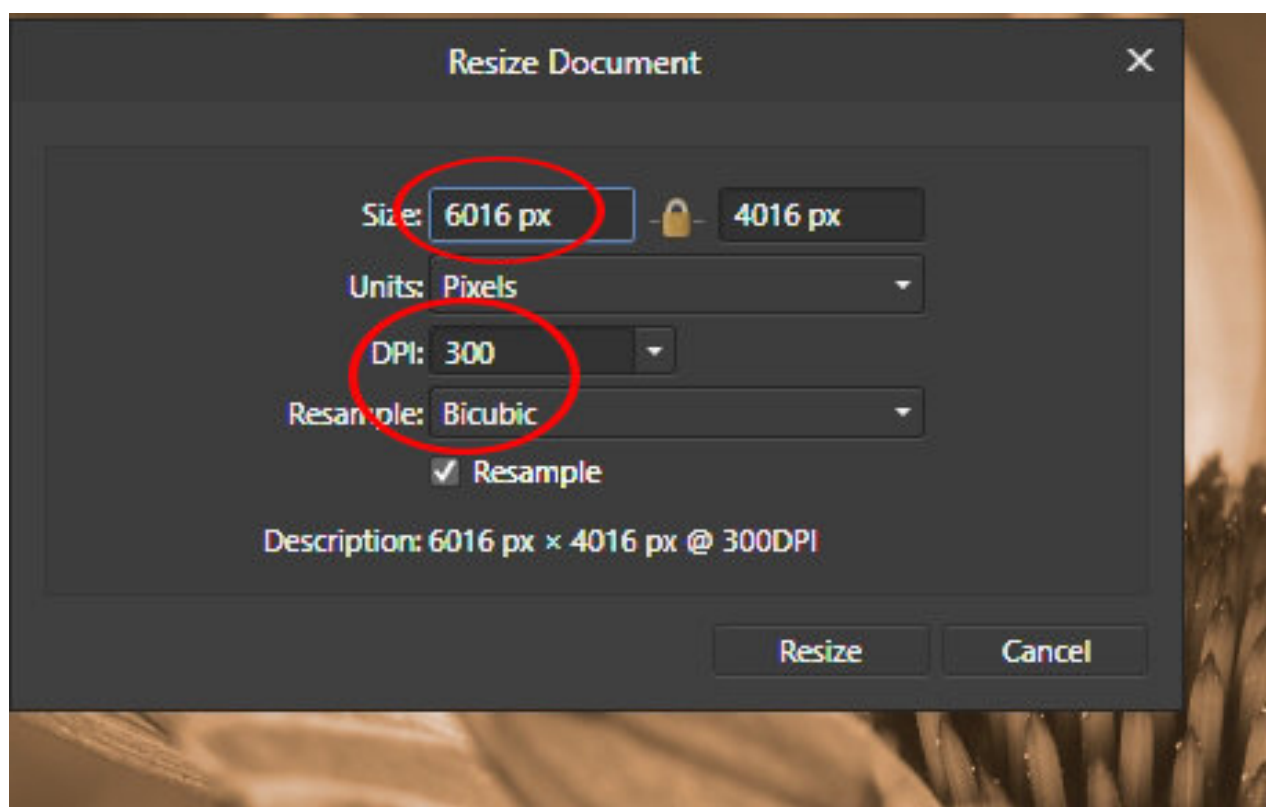 Resize Document
Size: 6016 px 4016 px
Units: Pixels
DPI: 300
Resample: Bicubic
Resample
Description: 6016 px × 4016 px @ 300DPI
Resize Cancel